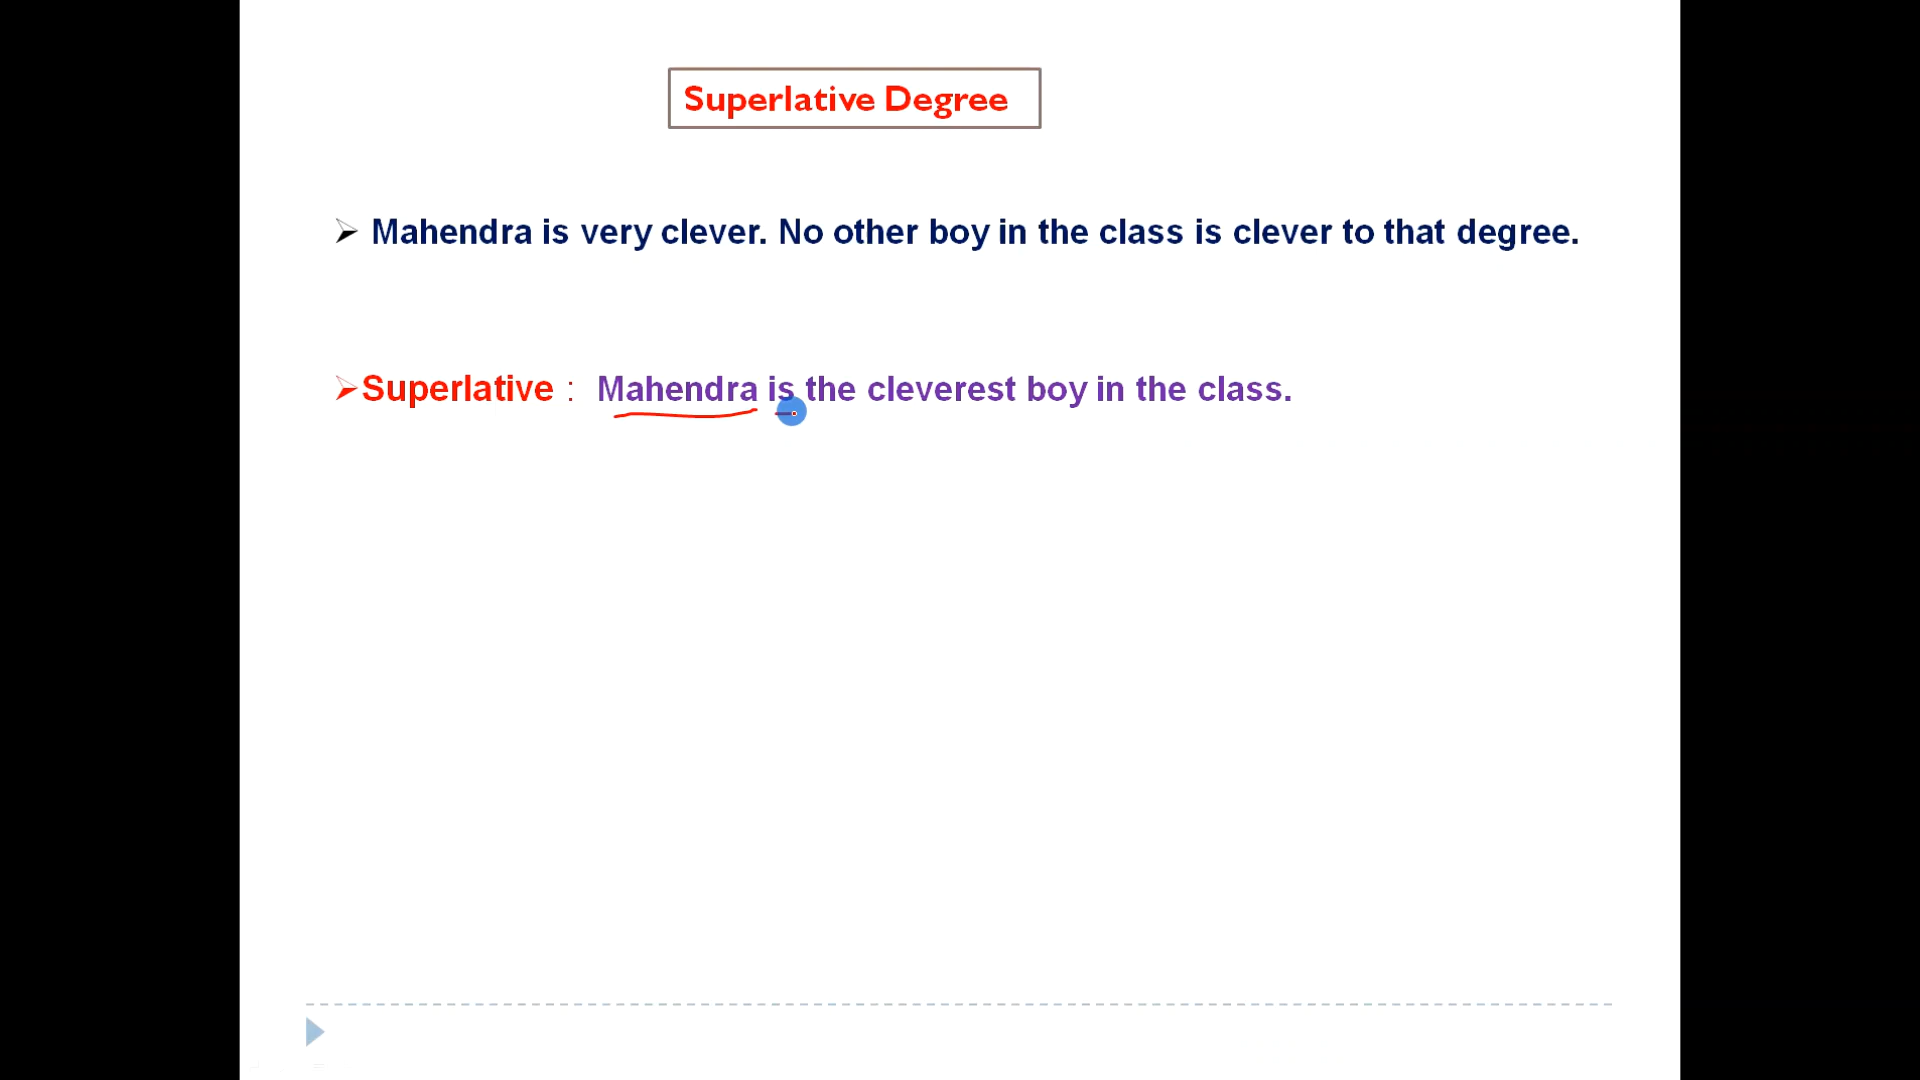 Superlative Degree
Mahendra is very clever. No other boy in the class is clever to that degree.
Superlative : Mahendra is the cleverest boy in the class.